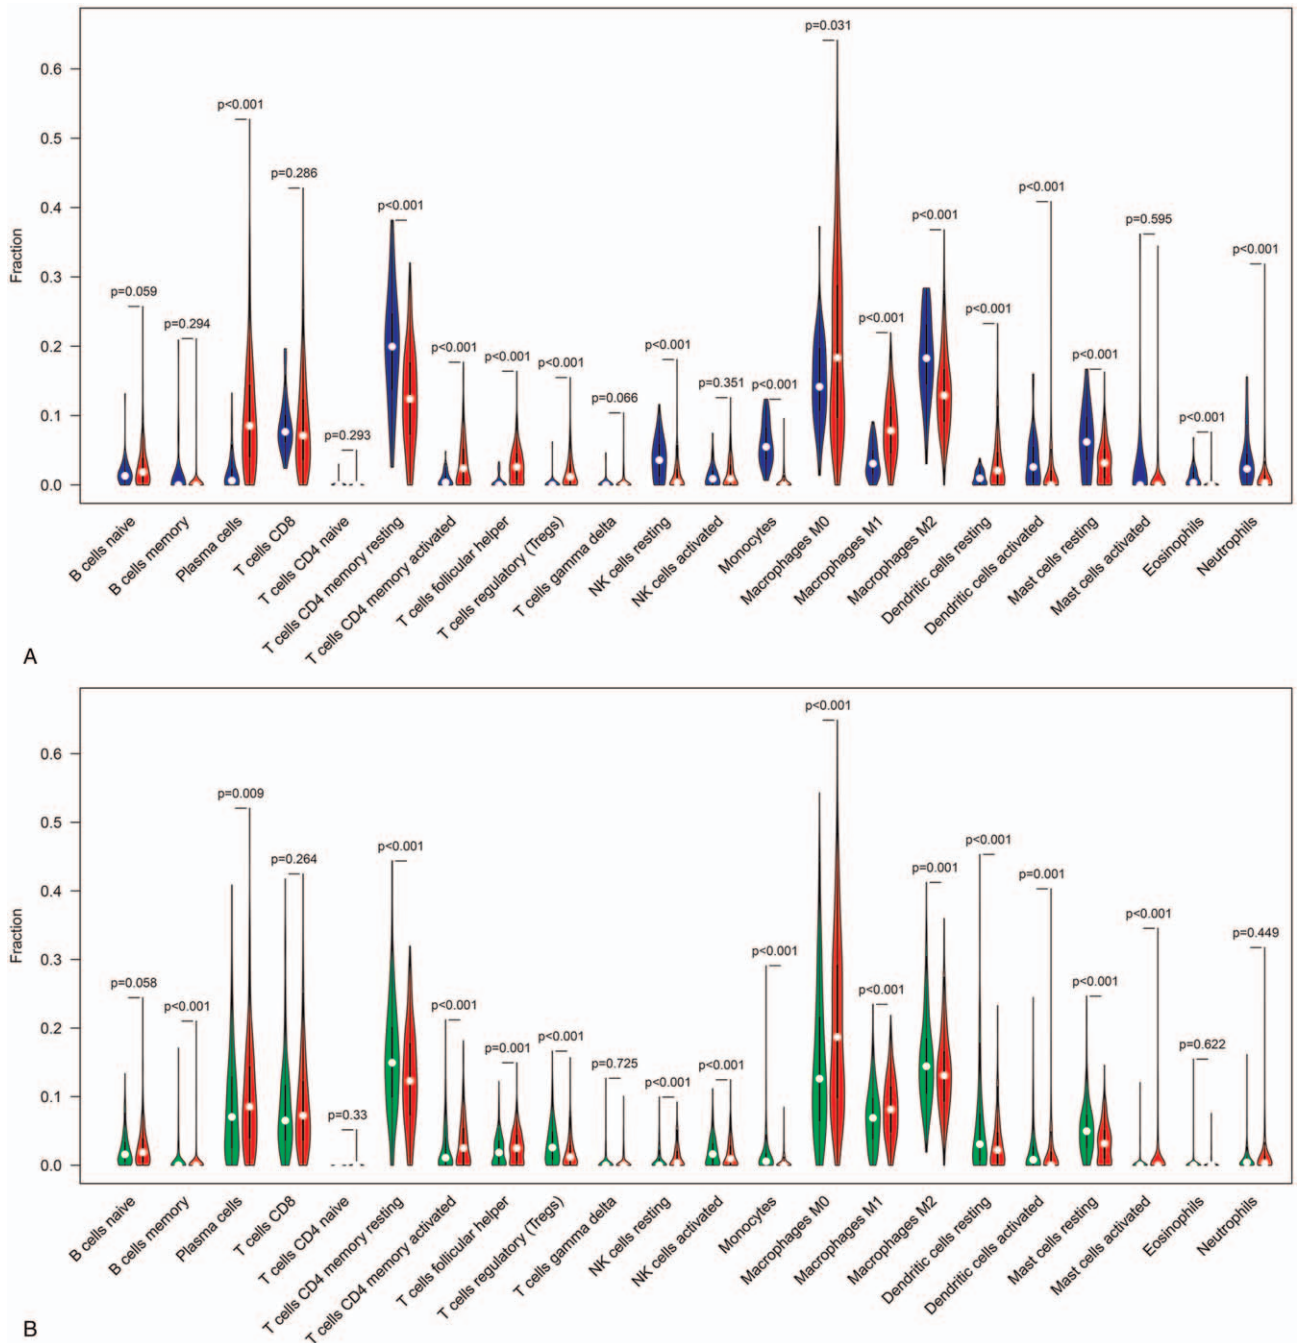 p=0.031
0.6
p<0.001
0.5
p=0.286
0.4
p<0.001
p<0.001
p<0.001
p=0.595
Fraction
p<0.001
0.3
p=0.059
p=0.294
p<0.001
p<0.001
0.2
p<0.001
p<0.001
p<0.001
p<0.001
p<0.001
p=0.066
p=0.351
p<0.001
p<0.001
0.1
p=0.293
p<0.001
0.0
B cells naive
B cells memory
Plasma cells
T cells CD8
T cells CD4 naive
T cells CD4 memory resting
T cells CD4 memory activated
T cells follicular helper
T cells regulatory (Tregs)
T cells gamma delta
NK cells resting
NK cells activated
Monocytes
Macrophages M0
Macrophages M1
Macrophages M2
Dendritic cells resting
Dendritic cells activated
Mast cells resting
Mast cells activated
Eosinophils
Neutrophils
A
p<0.001
0.6
p=0.009
0.5
p=0.264
p<0.001
p<0.001
p=0.001
p=0.001
0.4
p<0.001
Fraction
p=0.449
0.3
p=0.058
p<0.001
p<0.001
p<0.001
p<0.001
p<0.001
0.2
p=0.001
p<0.001
p=0.725
p<0.001
p<0.001
p=0.622
0.1
p=0.33
0.0
B cells naive
B cells memory
Plasma cells
T cells CD8
T cells CD4 naive
T cells CD4 memory resting
T cells CD4 memory activated
T cells follicular helper
T cells regulatory (Tregs)
T cells gamma delta
NK cells resting
NK cells activated
Monocytes
Macrophages M0
Macrophages M1
Macrophages M2
Dendritic cells resting
Dendritic cells activated
Mast cells resting
Mast cells activated
Eosinophils
Neutrophils
B